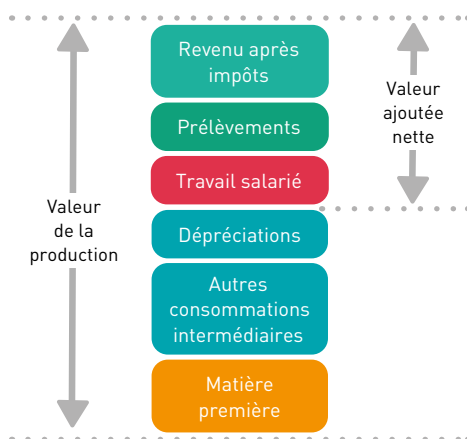 Revenu après
impôts
Prélèvements
Travail salarié
Dépréciations
Autres
consommations
intermédiaires
Matière
première
Valeur
de la
production
Valeur
ajoutée
nette